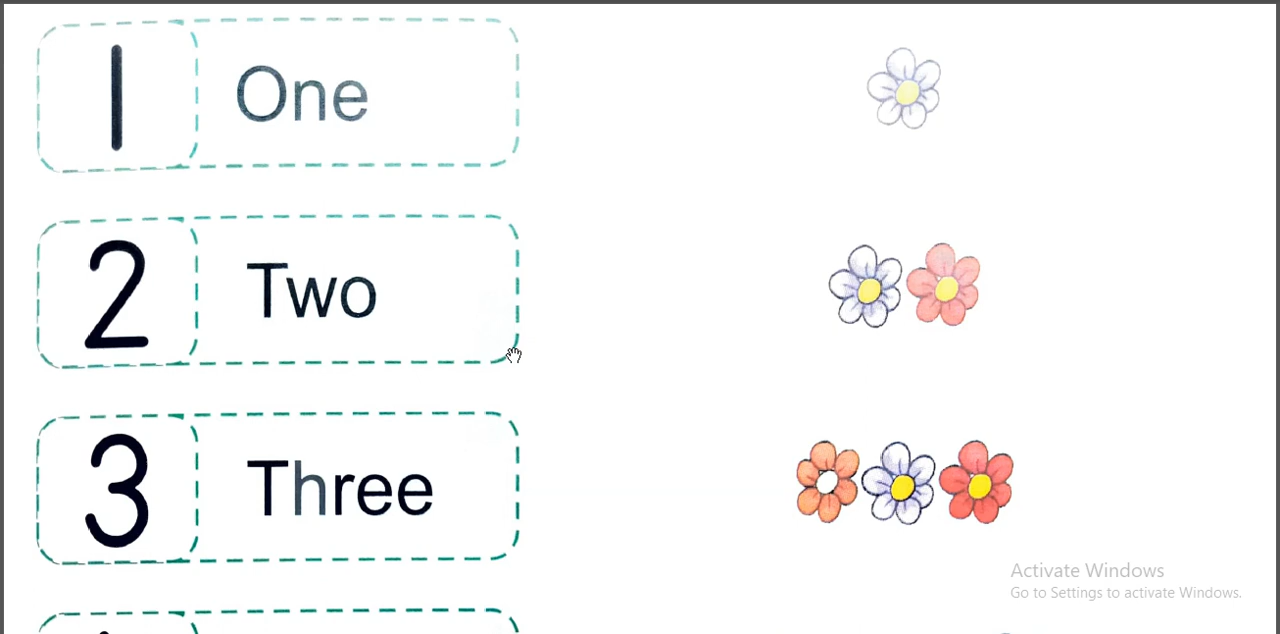 1 One
2 Two
3 Three
Activate Windows
Go to Settings to activate Windows.